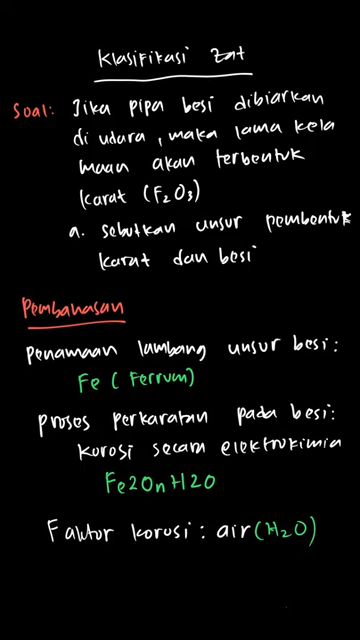 Klasifikasi Zat
Soal: Jika pipa besi dibiarkan
di udara, maka lama kela
maan akan terbentuk
karat (F₂O₃)
a. sebutkan unsur pembentuk
karat dan besi
Pembahasan
Penamaan lambang unsur besi:
Fe (Ferrum)
Proses perkaratan pada besi:
korosi secara elektrokimia
Fe2OnH2O
Faktor korosi: air (H₂O)